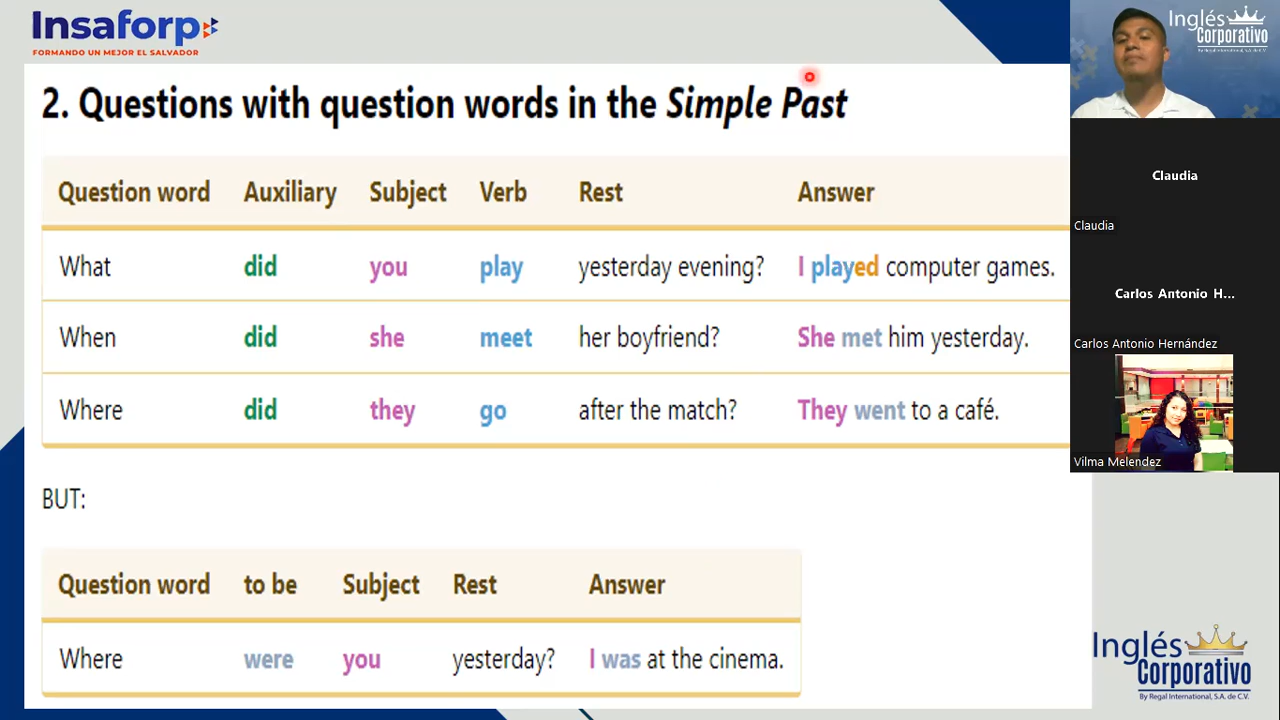 Insaforp
FORMANDO UN MEJOR EL SALVADOR
2. Questions with question words in the Simple Past
Question word Auxiliary Subject Verb Rest Answer
What did you play yesterday evening? I played computer games.
When did she meet her boyfriend? She met him yesterday.
Where did they go after the match? They went to a café.
BUT:
Question word to be Subject Rest Answer
Where were you yesterday? I was at the cinema.
Inglés
Corporativo
By Regal International, S.A. de C.V.
Claudia
Claudia
Carlos Antonio H...
Carlos Antonio Hernández
Vilma Melendez
Inglés
Corporativo
By Regal International, S.A. de C.V.